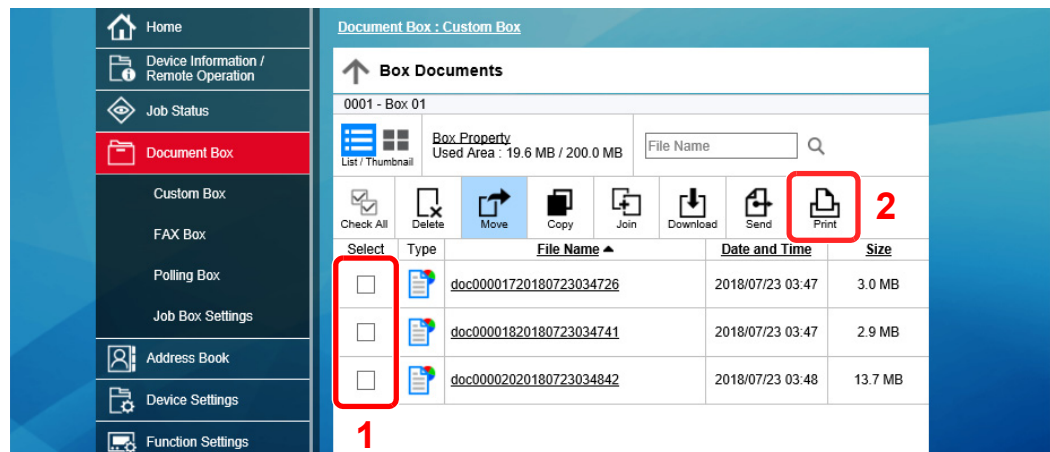 Home
Device Information /
Remote Operation
Job Status
Document Box
Custom Box
FAX Box
Polling Box
Job Box Settings
Address Book
Device Settings
Function Settings
Document Box : Custom Box
Box Documents
0001 - Box 01
List / Thumbnail
Box Property
Used Area : 19.6 MB / 200.0 MB
File Name
Check All Delete Move Copy Join Download Send Print
2
Select Type File Name Date and Time Size
doc00001720180723034726 2018/07/23 03:47 3.0 MB
doc00001820180723034741 2018/07/23 03:47 2.9 MB
doc00002020180723034842 2018/07/23 03:48 13.7 MB
1